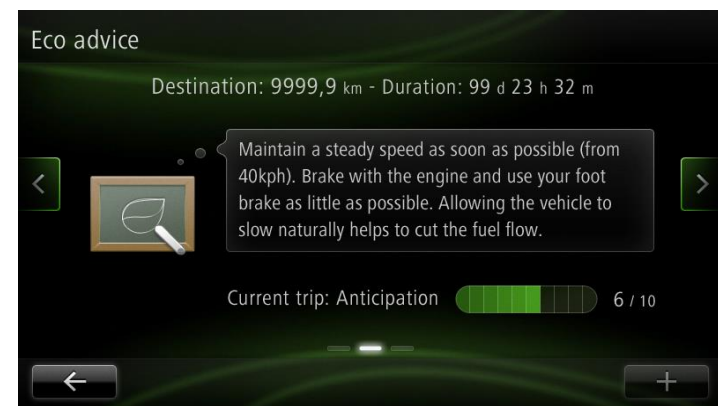 Eco advice
Destination: 9999,9 km - Duration: 99 d 23 h 32 m
Maintain a steady speed as soon as possible (from
40kph). Brake with the engine and use your foot
brake as little as possible. Allowing the vehicle to
slow naturally helps to cut the fuel flow.
Current trip: Anticipation 6 / 10